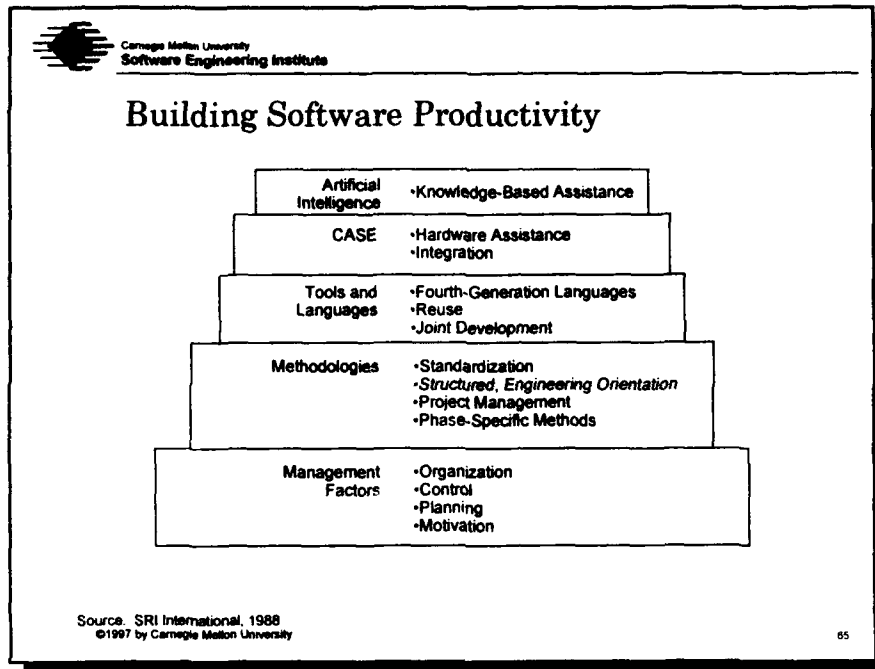 Carnegie Mellon University
Software Engineering Institute
Building Software Productivity
Artificial
Intelligence
•Knowledge-Based Assistance
CASE
•Hardware Assistance
•Integration
Tools and
Languages
•Fourth-Generation Languages
•Reuse
•Joint Development
Methodologies
•Standardization
•Structured, Engineering Orientation
•Project Management
•Phase-Specific Methods
Management
Factors
•Organization
•Control
•Planning
•Motivation
Source. SRI International, 1988
©1997 by Carnegie Mellon University
65